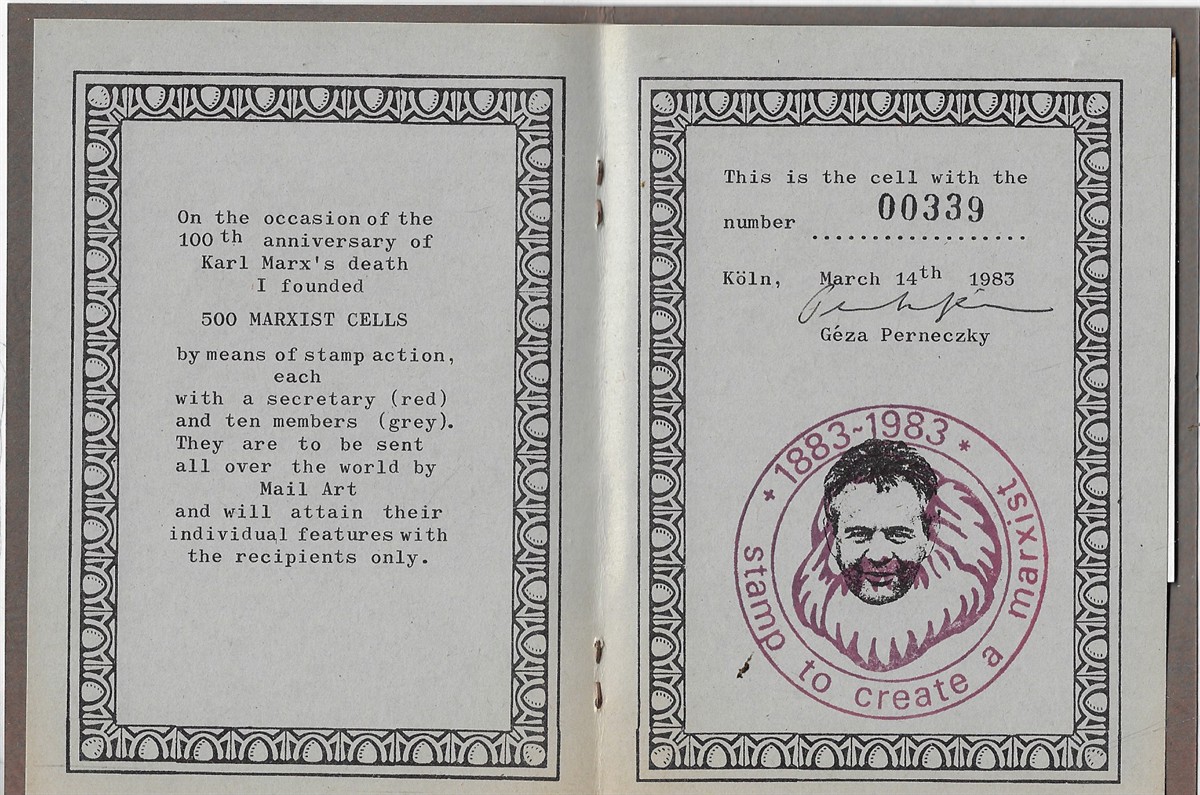 On the occasion of the
100th anniversary of
Karl Marx's death
I founded
500 MARXIST CELLS
by means of stamp action,
each
with a secretary (red)
and ten members (grey).
They are to be sent
all over the world by
Mail Art
and will attain their
individual features with
the recipients only.
This is the cell with the
number 00339
Köln, March 14th 1983
Géza Perneczky
* 1883-1983 *
stamp to create a marxist